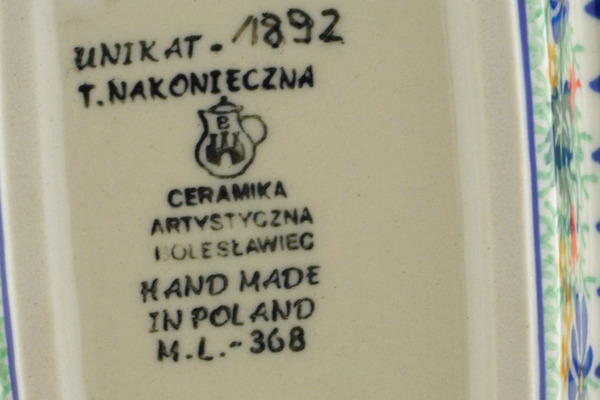 UNIKAT - 1892
T. NAKONIECZNA
B
CERAMIKA
ARTYSTYCZNA
BOLESŁAWIEC
HAND MADE
IN POLAND
M.L.-368